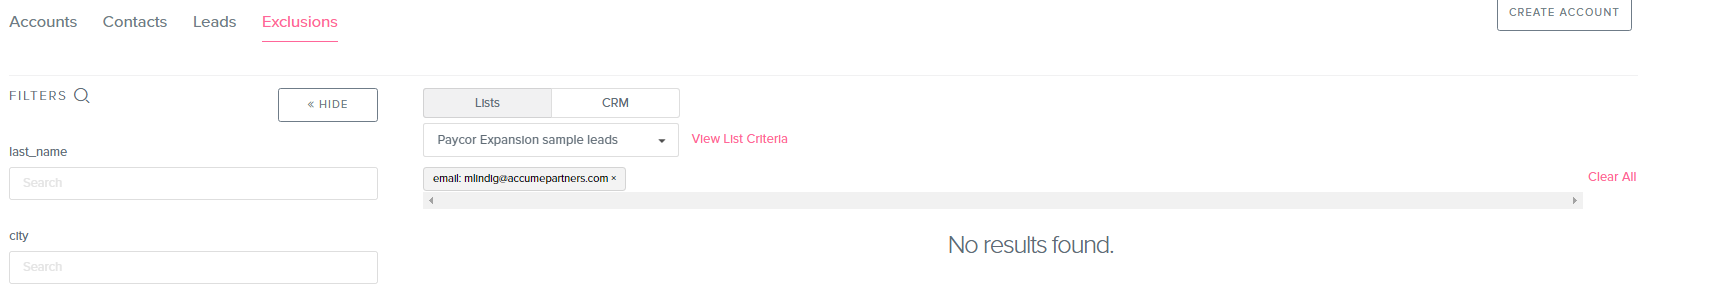 Accounts Contacts Leads Exclusions
CREATE ACCOUNT
FILTERS
« HIDE
last_name
Search
city
Search
Lists CRM
Paycor Expansion sample leads
View List Criteria
email: mlindig@accumepartners.com ×
Clear All
No results found.